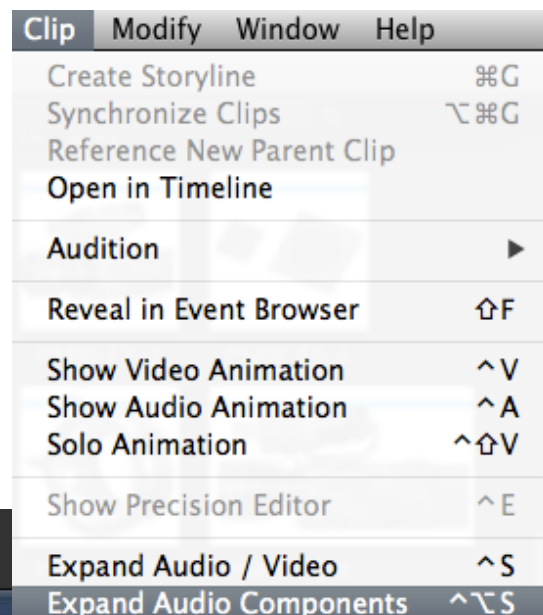 Clip Modify Window Help
Create Storyline ⌘G
Synchronize Clips ⌥⌘G
Reference New Parent Clip
Open in Timeline
Audition ▶
Reveal in Event Browser ⇧F
Show Video Animation ^V
Show Audio Animation ^A
Solo Animation ^⇧V
Show Precision Editor ^E
Expand Audio / Video ^S
Expand Audio Components ^⌥S